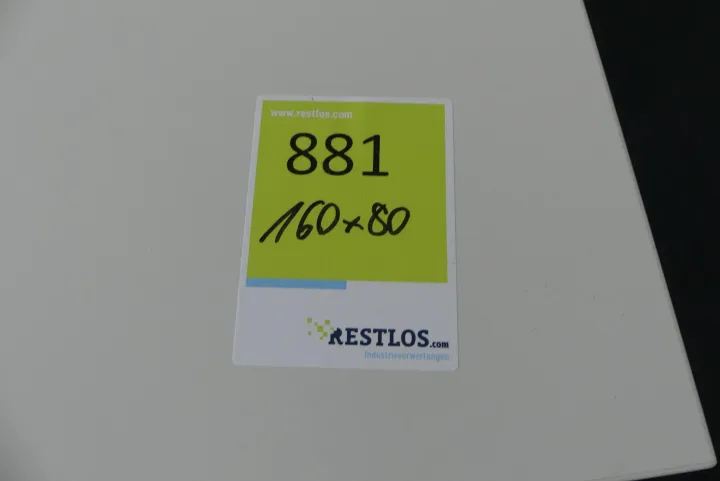 www.restlos.com
881
160x80
RESTLOS.com
Industrieverwertungen